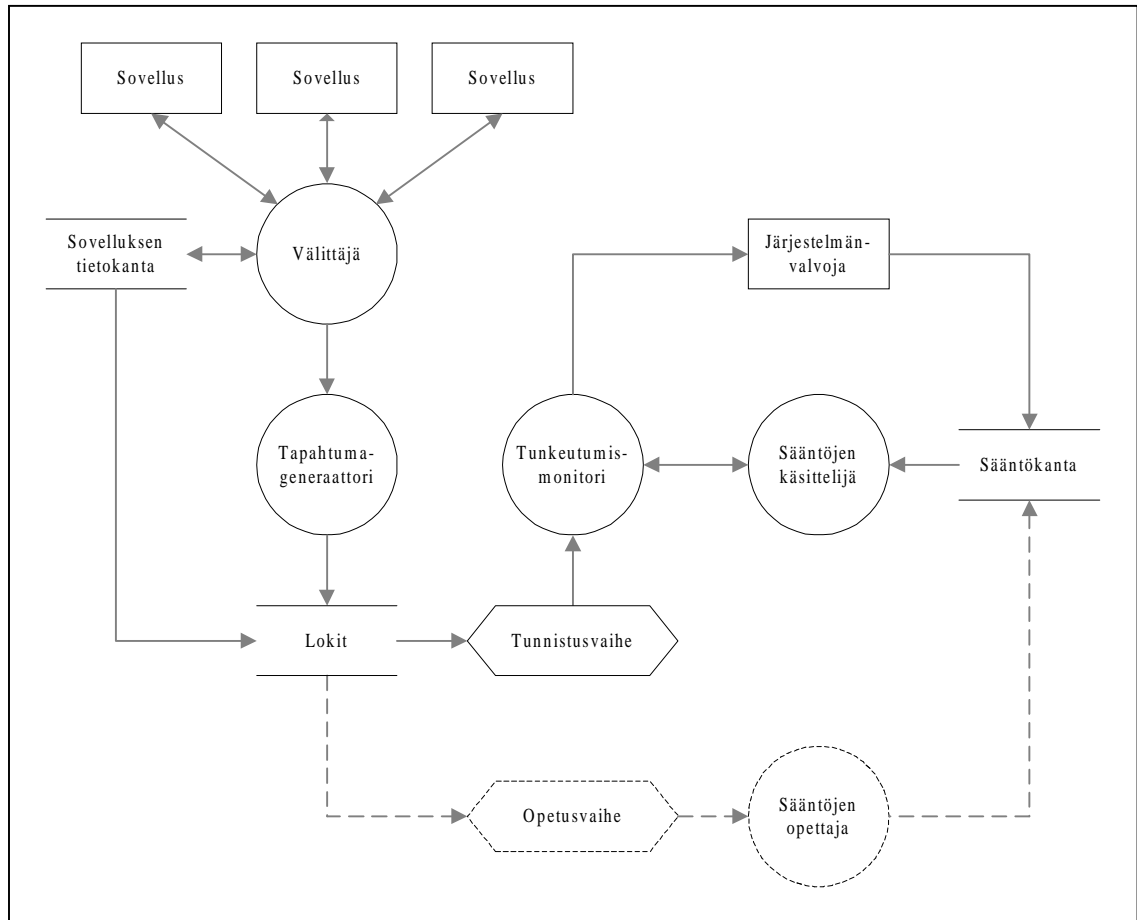 Sovellus
Sovellus
Sovellus
Sovelluksen
tietokanta
Välittäjä
Järjestelmän-
valvoja
Tapahtuma-
generaattori
Tunkeutumis-
monitori
Sääntöjen
käsittelijä
Sääntökanta
Lokit
Tunnistusvaihe
Opetusvaihe
Sääntöjen
opettaja